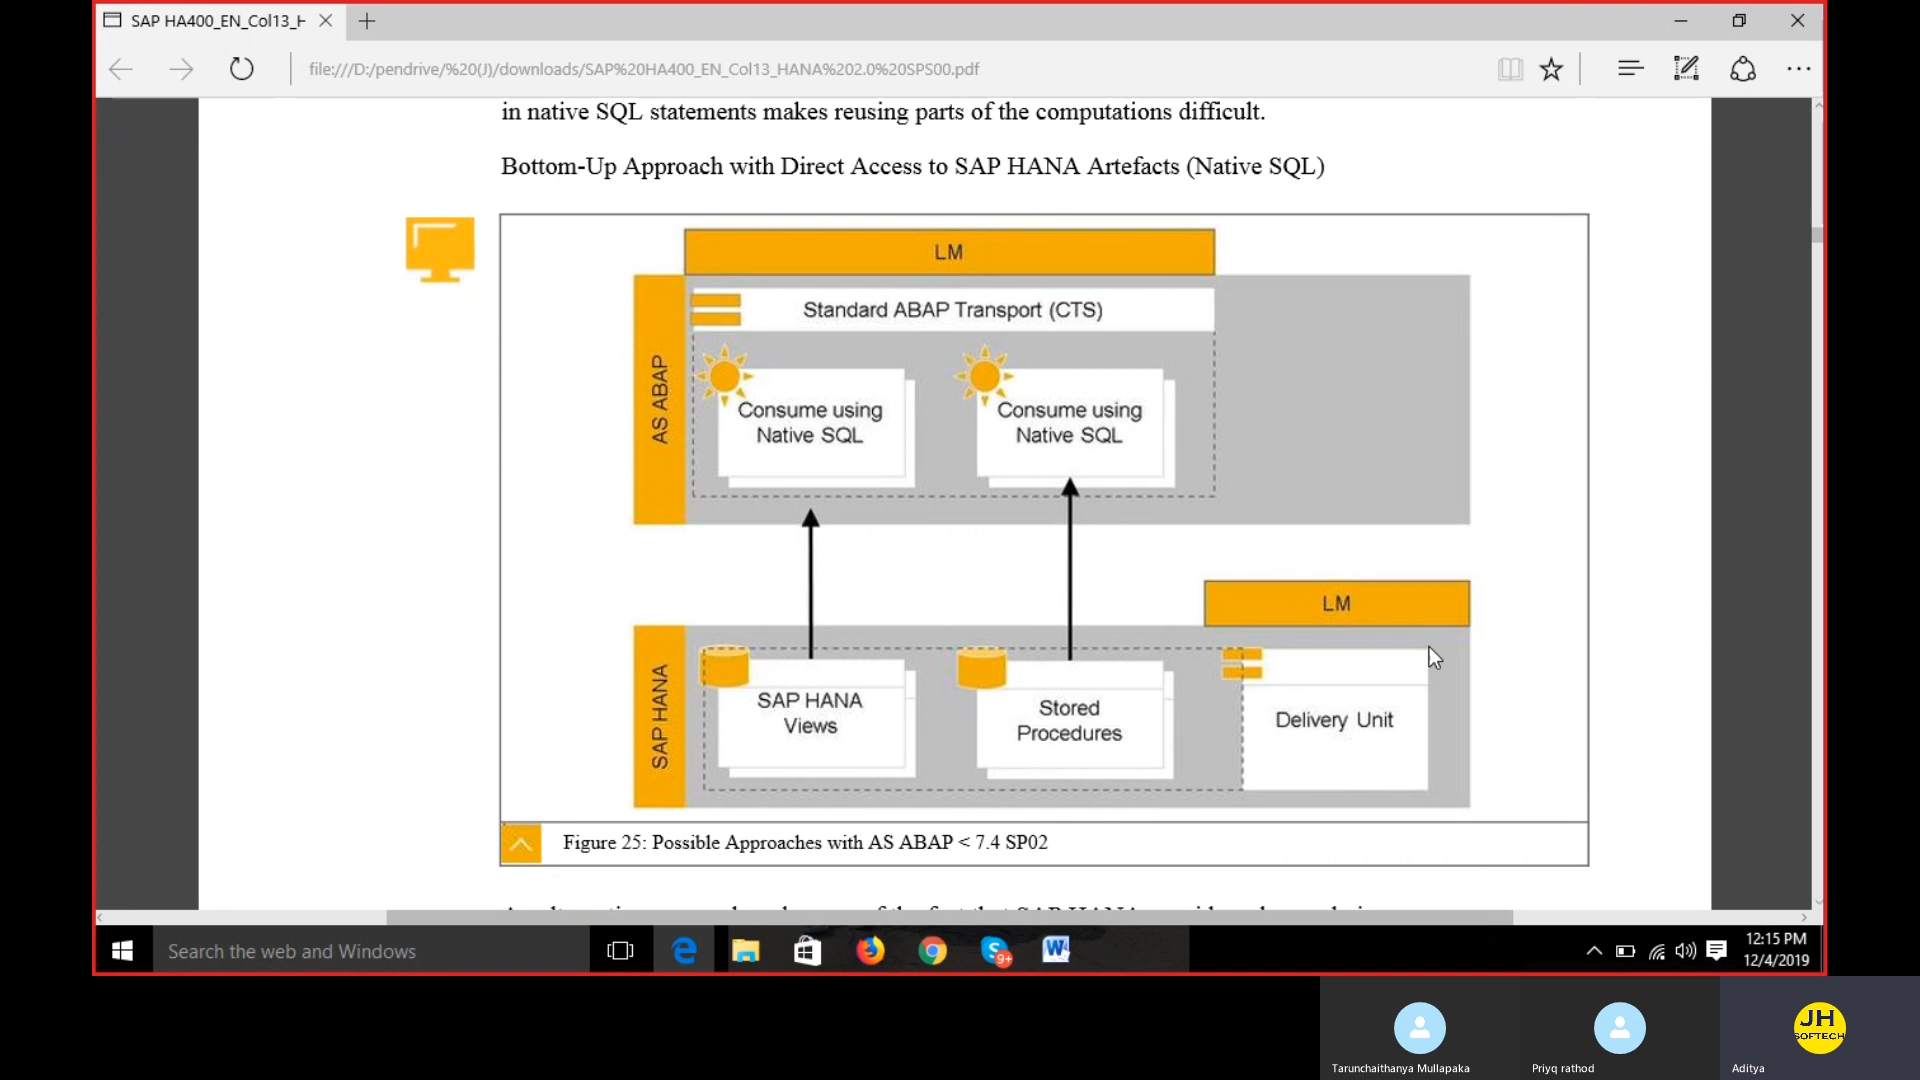 SAP HA400_EN_Col13_H
file:///D:/pendrive/%20(J)/downloads/SAP%20HA400_EN_Col13_HANA%202.0%20SPS00.pdf
in native SQL statements makes reusing parts of the computations difficult.
Bottom-Up Approach with Direct Access to SAP HANA Artefacts (Native SQL)
LM
Standard ABAP Transport (CTS)
AS ABAP
Consume using
Native SQL
Consume using
Native SQL
LM
SAP HANA
SAP HANA
Views
Stored
Procedures
Delivery Unit
Figure 25: Possible Approaches with AS ABAP < 7.4 SP02
Search the web and Windows
9+
12:15 PM
12/4/2019
JH
SOFTECH
Tarunchaithanya Mullapaka
Priyq rathod
Aditya